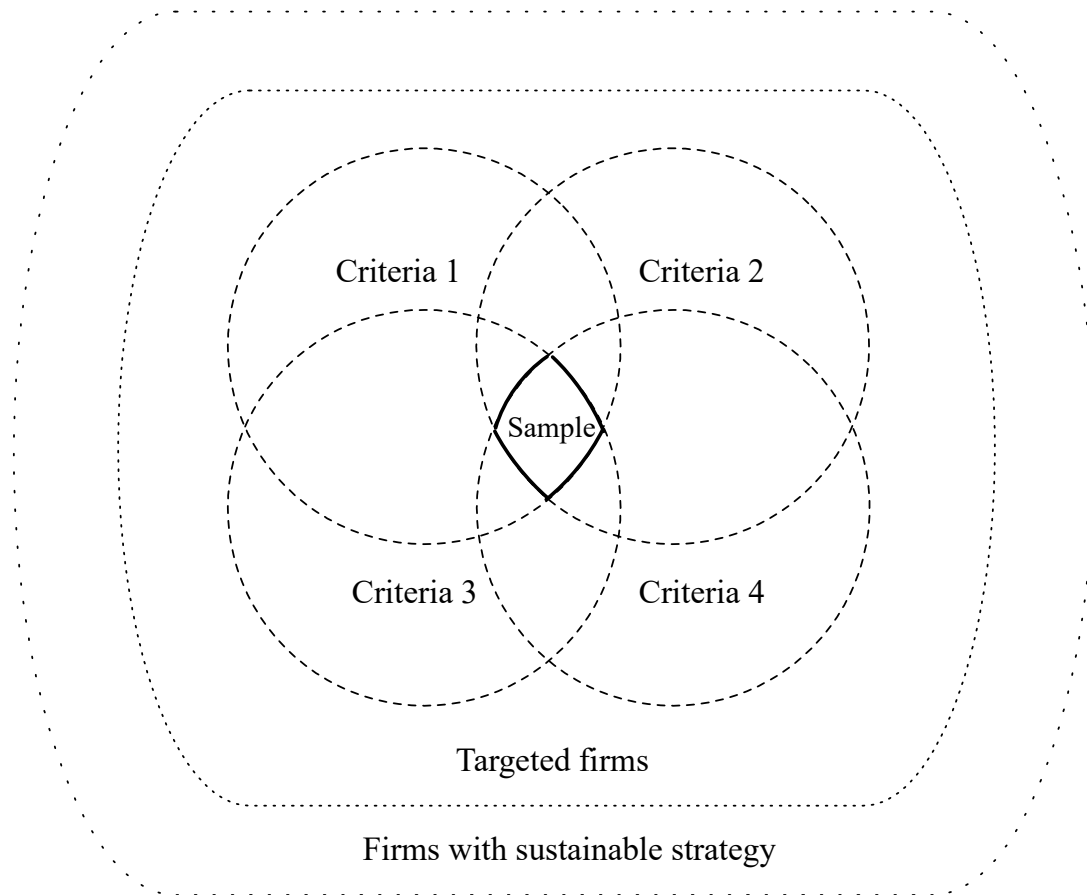 Criteria 1
Criteria 2
Sample
Criteria 3
Criteria 4
Targeted firms
Firms with sustainable strategy